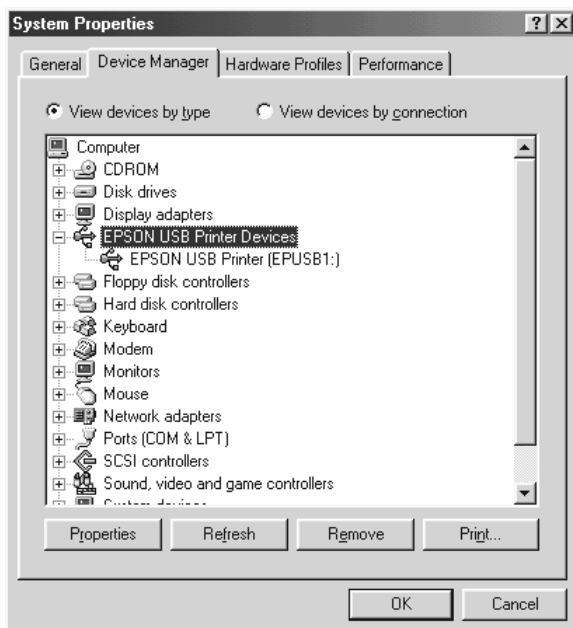 System Properties
General Device Manager Hardware Profiles Performance
View devices by type View devices by connection
Computer
CDROM
Disk drives
Display adapters
EPSON USB Printer Devices
EPSON USB Printer (EPUSB1:)
Floppy disk controllers
Hard disk controllers
Keyboard
Modem
Monitors
Mouse
Network adapters
Ports (COM & LPT)
SCSI controllers
Sound, video and game controllers
System devices
Properties Refresh Remove Print...
OK Cancel